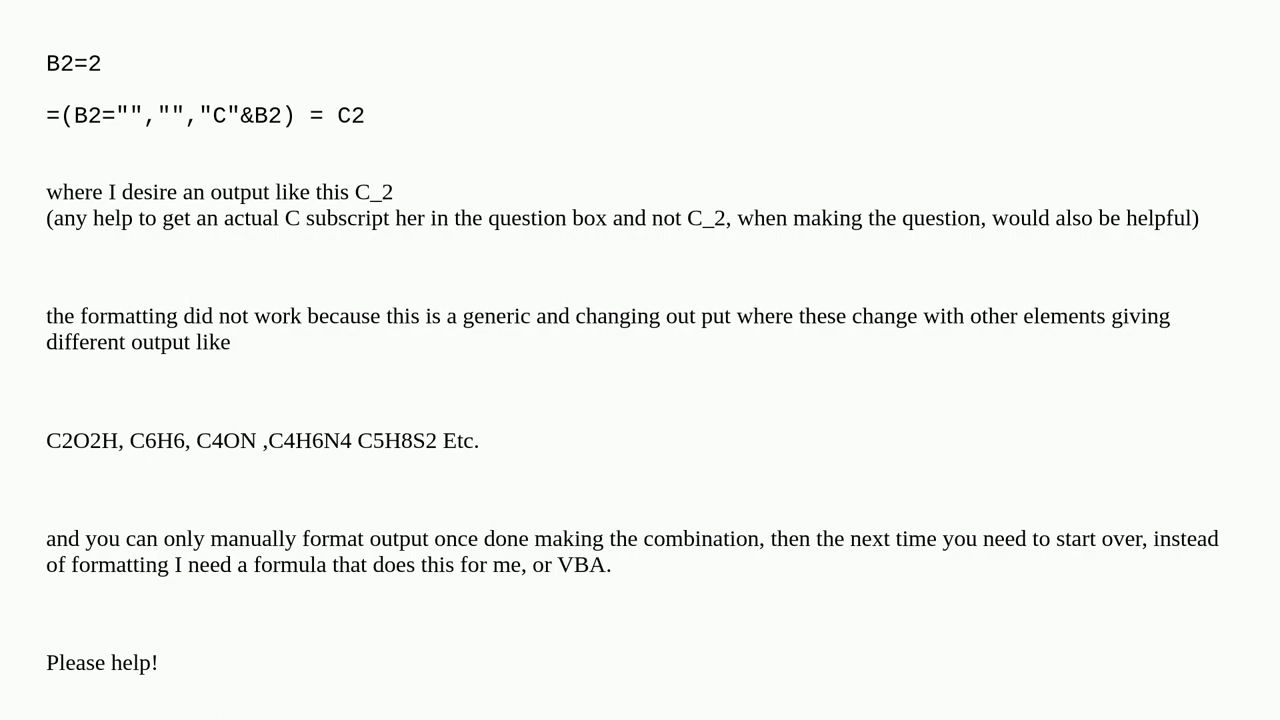 B2=2
=(B2="","","C"&B2) = C2
where I desire an output like this C_2
(any help to get an actual C subscript her in the question box and not C_2, when making the question, would also be helpful)
the formatting did not work because this is a generic and changing out put where these change with other elements giving
different output like
C2O2H, C6H6, C4ON ,C4H6N4 C5H8S2 Etc.
and you can only manually format output once done making the combination, then the next time you need to start over, instead
of formatting I need a formula that does this for me, or VBA.
Please help!